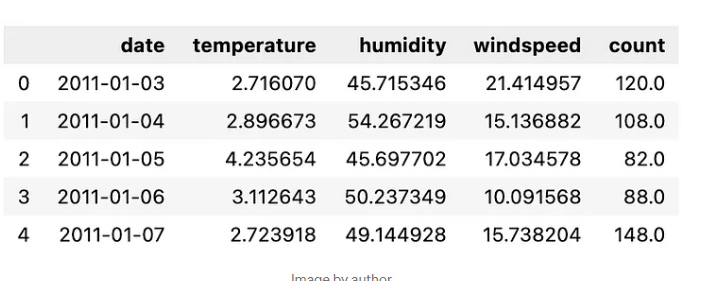 date temperature humidity windspeed count
0 2011-01-03 2.716070 45.715346 21.414957 120.0
1 2011-01-04 2.896673 54.267219 15.136882 108.0
2 2011-01-05 4.235654 45.697702 17.034578 82.0
3 2011-01-06 3.112643 50.237349 10.091568 88.0
4 2011-01-07 2.723918 49.144928 15.738204 148.0
Image by author